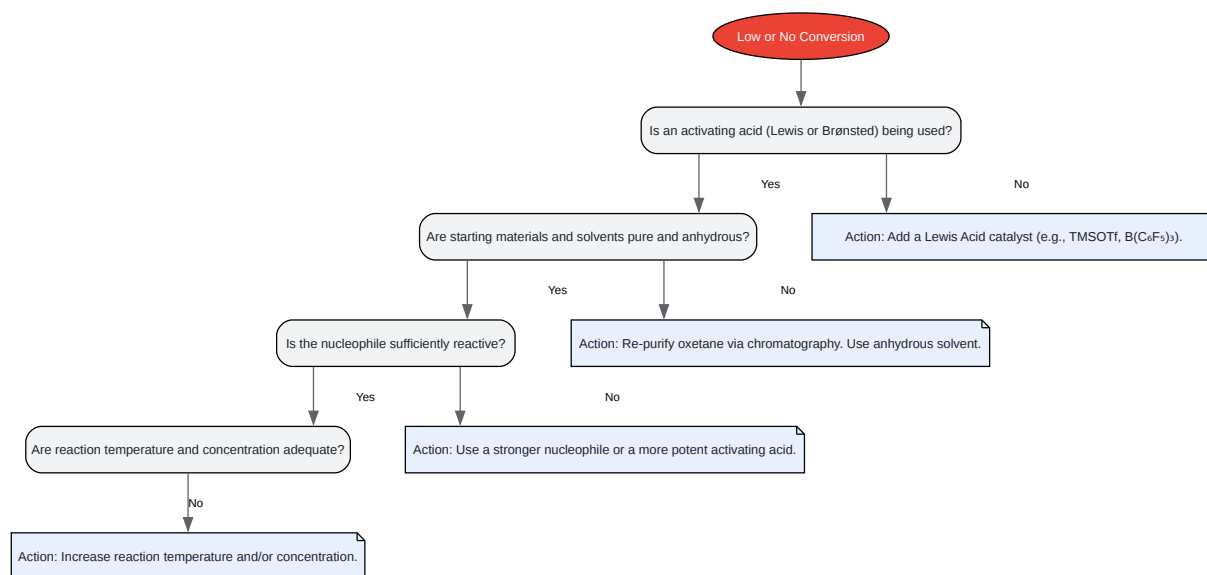 Low or No Conversion
Is an activating acid (Lewis or Brønsted) being used?
Yes
No
Are starting materials and solvents pure and anhydrous?
Action: Add a Lewis Acid catalyst (e.g., TMSOTf, B(C₆F₅)₃).
Yes
No
Is the nucleophile sufficiently reactive?
Action: Re-purify oxetane via chromatography. Use anhydrous solvent.
Yes
No
Are reaction temperature and concentration adequate?
Action: Use a stronger nucleophile or a more potent activating acid.
No
Action: Increase reaction temperature and/or concentration.